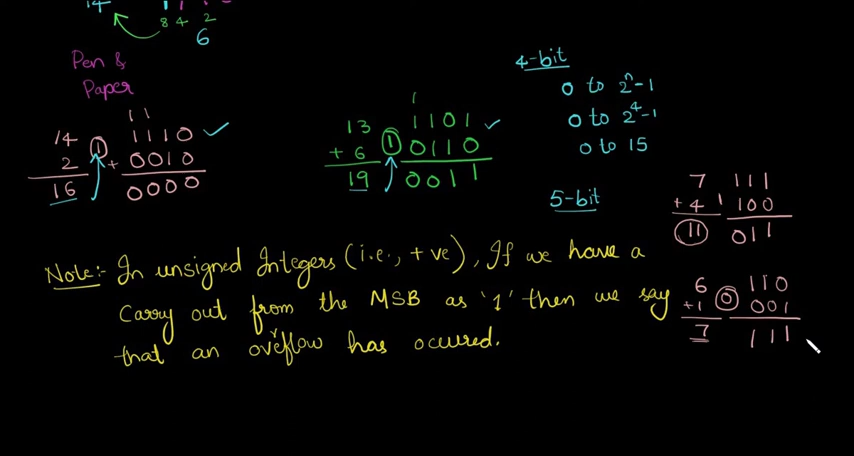 14
8 4 2
6
Pen &
Paper
1 1
14 1 1110
2 + 0010
16 0000
1
13 1 1101
+ 6 0110
19 0011
4-bit
0 to 2^n-1
0 to 2^4-1
0 to 15
5-bit
7 111
+ 4 1 100
11 011
6 110
+1 0 001
7 111
Note:- In unsigned Integers (i.e., +ve), If we have a
Carry out from the MSB as '1' then we say
that an overflow has occured.